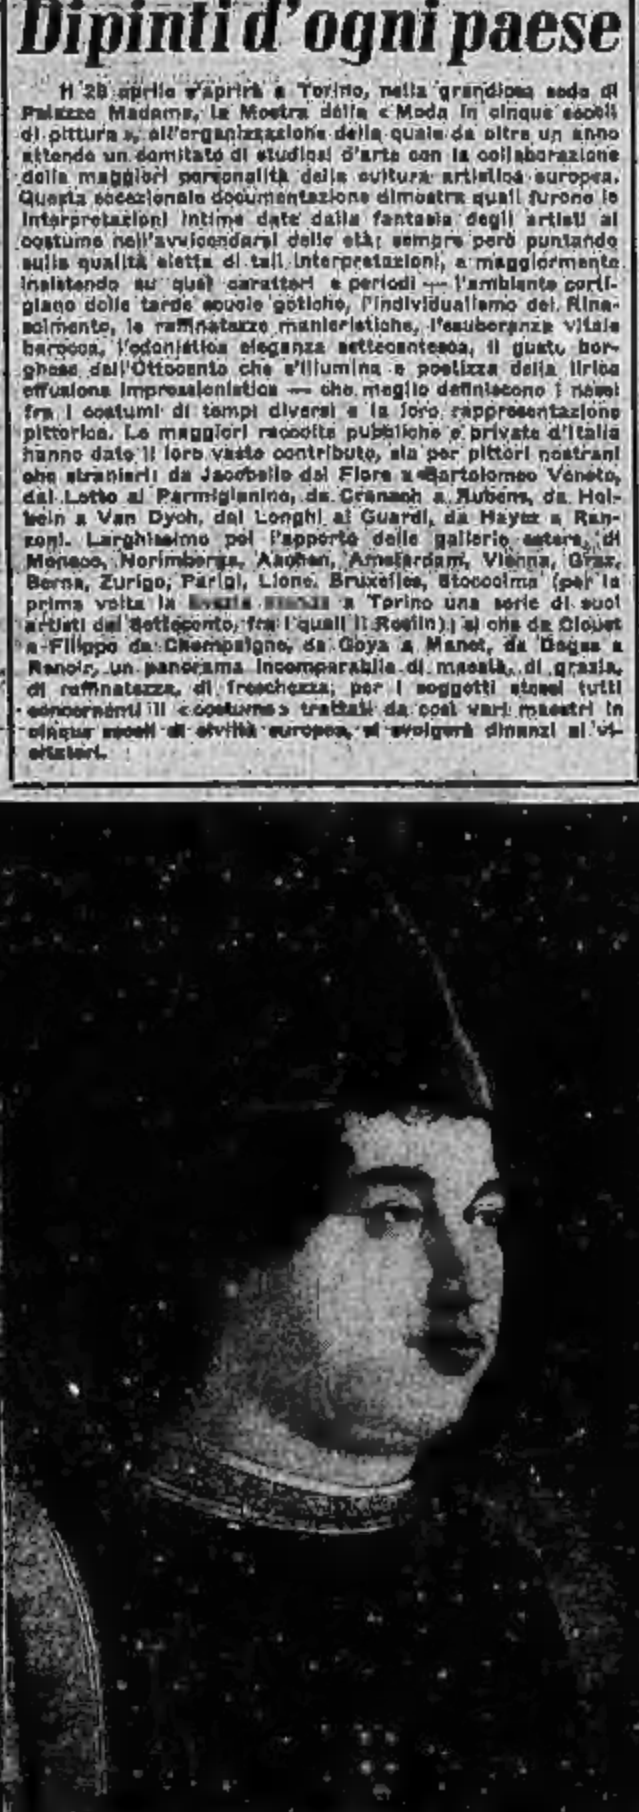 Dipinti d'ogni paese
Il 28 aprile s'aprirà a Torino, nella grandiosa sede di
Palazzo Madama, la Mostra della «Moda in cinque secoli
di pittura», all'organizzazione della quale da oltre un anno
attende un comitato di studiosi d'arte con la collaborazione
delle maggiori personalità della cultura artistica europea.
Questa eccezionale documentazione dimostra quali furono le
interpretazioni intime date dalla fantasia degli artisti al
costume nell'avvicendarsi delle età; sempre però puntando
sulla qualità eletta di tali interpretazioni, e maggiormente
insistendo su quei caratteri e periodi — l'ambiente corti-
giano delle tarde scuole gotiche, l'individualismo del Rina-
scimento, le raffinatezze manieristiche, l'esuberanza vitale
barocca, l'edonistica eleganza settecentesca, il gusto bor-
ghese dell'Ottocento che s'illumina e poetizza della lirica
effusione impressionistica — che meglio definiscono i nessi
fra i costumi di tempi diversi e la loro rappresentazione
pittorica. Le maggiori raccolte pubbliche e private d'Italia
hanno dato il loro vasto contributo, sia per pittori nostrani
che stranieri: da Jacobello del Fiore a Bartolomeo Veneto,
dal Lotto al Parmigianino, da Cranach a Rubens, da Hol-
bein a Van Dych, dai Longhi ai Guardi, da Hayez a Ran-
zoni. Larghissimo poi l'apporto delle gallerie estere, di
Monaco, Norimberga, Aachen, Amsterdam, Vienna, Graz,
Berna, Zurigo, Parigi, Lione, Bruxelles, Stoccolma (per la
prima volta la a Torino una serie di suoi
artisti del Settecento, fra i quali il Roslin); sì che da Clouet
a Filippo de Champaigne, da Goya a Manet, da Degas a
Renoir, un panorama incomparabile di maestà, di grazia,
di raffinatezza, di freschezza; per i soggetti stessi tutti
concernenti il «costume» trattati da così vari maestri in
cinque secoli di civiltà europea, si svolgerà dinanzi ai vi-
sitatori.